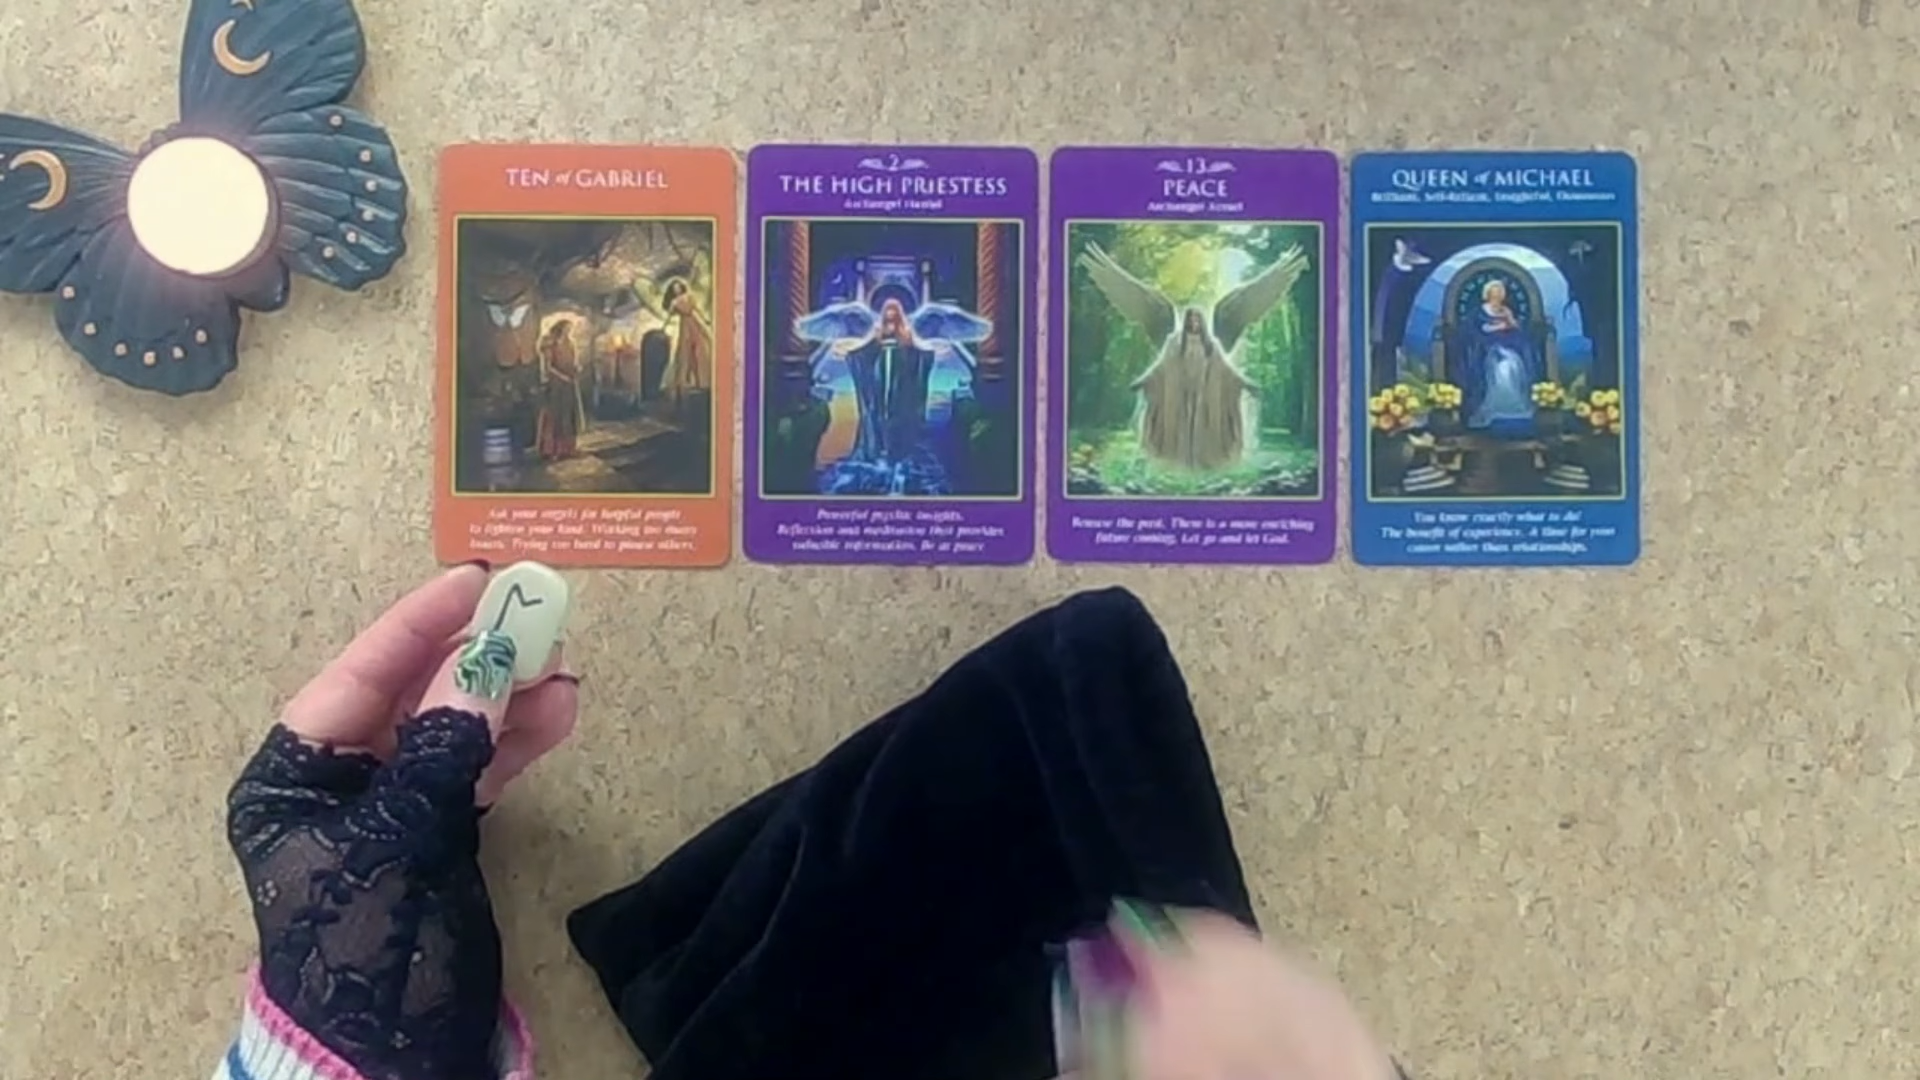 TEN of GABRIEL
Ask your angels for helpful people
to lighten your load. Working too many
hours. Trying too hard to please others.
2
THE HIGH PRIESTESS
Archangel Haniel
Powerful psychic insights.
Reflection and meditation that provides
valuable information. Be at peace
13
PEACE
Archangel Azrael
Release the past. There is a more enriching
future coming. Let go and let God.
QUEEN of MICHAEL
Brilliant, Self-Reliant, Insightful,
You know exactly what to do!
The benefit of experience. A time for your
career rather than relationships.